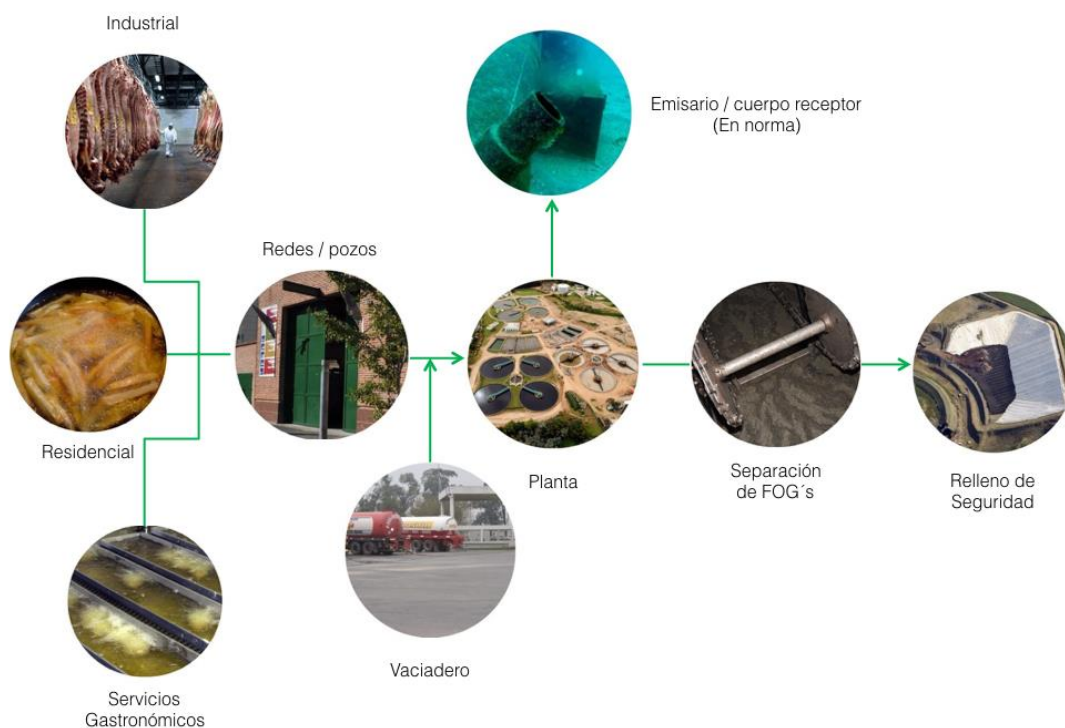 Industrial
Emisario / cuerpo receptor
(En norma)
Redes / pozos
Residencial
Planta
Separación
de FOG´s
Relleno de
Seguridad
Vaciadero
Servicios
Gastronómicos